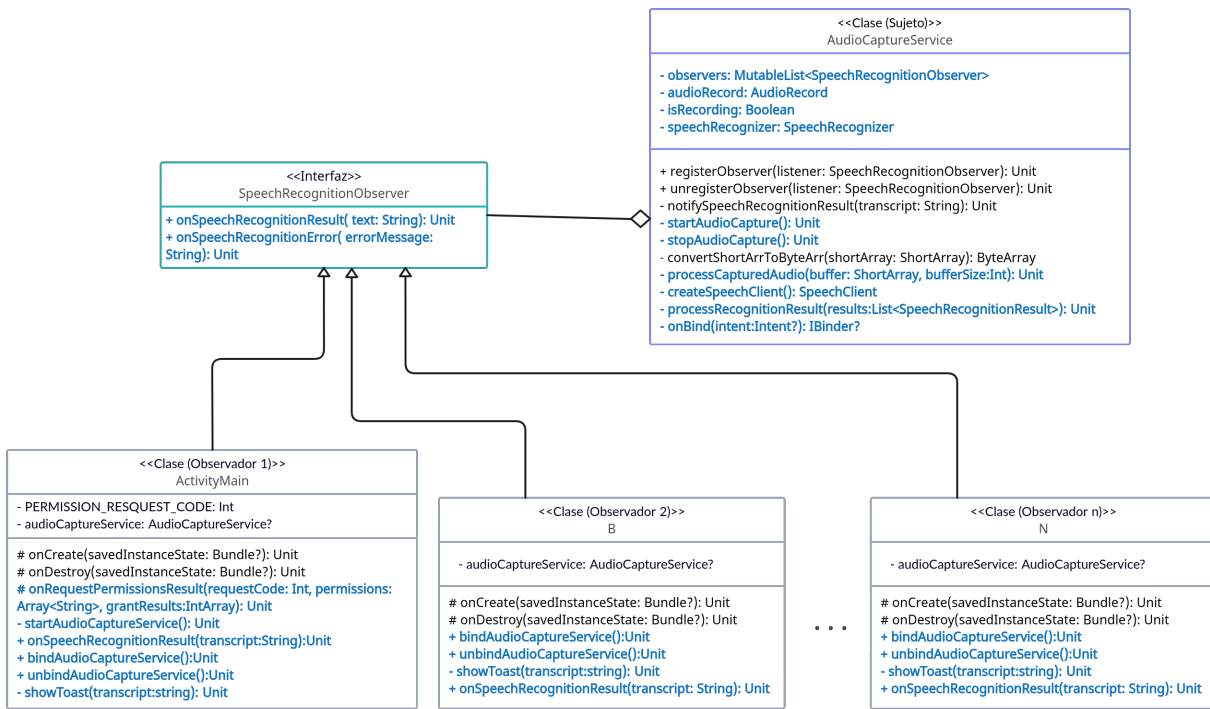 <<Clase (Sujeto)>>
AudioCaptureService
- observers: MutableList<SpeechRecognitionObserver>
- audioRecord: AudioRecord
- isRecording: Boolean
- speechRecognizer: SpeechRecognizer
+ registerObserver(listener: SpeechRecognitionObserver): Unit
+ unregisterObserver(listener: SpeechRecognitionObserver): Unit
- notifySpeechRecognitionResult(transcript: String): Unit
- startAudioCapture(): Unit
- stopAudioCapture(): Unit
- convertShortArrToByteArr(shortArray: ShortArray): ByteArray
- processCapturedAudio(buffer: ShortArray, bufferSize:Int): Unit
- createSpeechClient(): SpeechClient
- processRecognitionResult(results:List<SpeechRecognitionResult>): Unit
- onBind(intent:Intent?): IBinder?
<<Interfaz>>
SpeechRecognitionObserver
+ onSpeechRecognitionResult( text: String): Unit
+ onSpeechRecognitionError( errorMessage:
String): Unit
<<Clase (Observador 1)>>
ActivityMain
- PERMISSION_RESQUEST_CODE: Int
- audioCaptureService: AudioCaptureService?
# onCreate(savedInstanceState: Bundle?): Unit
# onDestroy(savedInstanceState: Bundle?): Unit
# onRequestPermissionsResult(requestCode: Int, permissions:
Array<String>, grantResults:IntArray): Unit
- startAudioCaptureService(): Unit
+ onSpeechRecognitionResult(transcript:String):Unit
+ bindAudioCaptureService():Unit
+ unbindAudioCaptureService():Unit
- showToast(transcript:string): Unit
<<Clase (Observador 2)>>
B
- audioCaptureService: AudioCaptureService?
# onCreate(savedInstanceState: Bundle?): Unit
# onDestroy(savedInstanceState: Bundle?): Unit
+ bindAudioCaptureService():Unit
+ unbindAudioCaptureService():Unit
- showToast(transcript:string): Unit
+ onSpeechRecognitionResult(transcript: String): Unit
. . .
<<Clase (Observador n)>>
N
- audioCaptureService: AudioCaptureService?
# onCreate(savedInstanceState: Bundle?): Unit
# onDestroy(savedInstanceState: Bundle?): Unit
+ bindAudioCaptureService():Unit
+ unbindAudioCaptureService():Unit
- showToast(transcript:string): Unit
+ onSpeechRecognitionResult(transcript: String): Unit